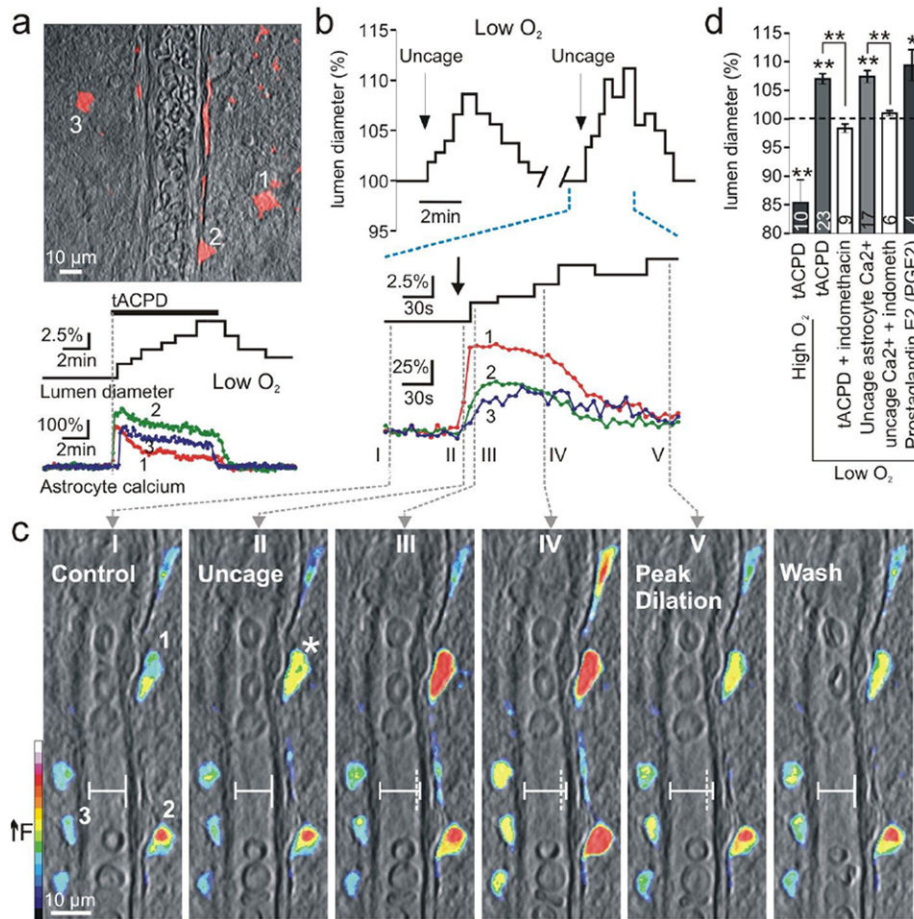 a
3
1
2
10 µm
tACPD
2.5%
2min
Lumen diameter
Low O2
100%
2min
2
3
1
Astrocyte calcium
b
Low O2
Uncage
Uncage
lumen diameter (%)
110
105
100
95
2min
2.5%
30s
25%
30s
1
2
3
I
II
III
IV
V
d
lumen diameter (%)
115
110
105
100
95
90
85
80
**
**
**
**
**
*
10
23
9
17
6
4
tACPD
tACPD
tACPD + indomethacin
Uncage astrocyte Ca2+
uncage Ca2+ + indometh
Prostaglandin E2 (PGE2)
High O2
Low O2
c
I
Control
1
3
2
F
10 µm
II
Uncage
*
III
IV
V
Peak
Dilation
Wash